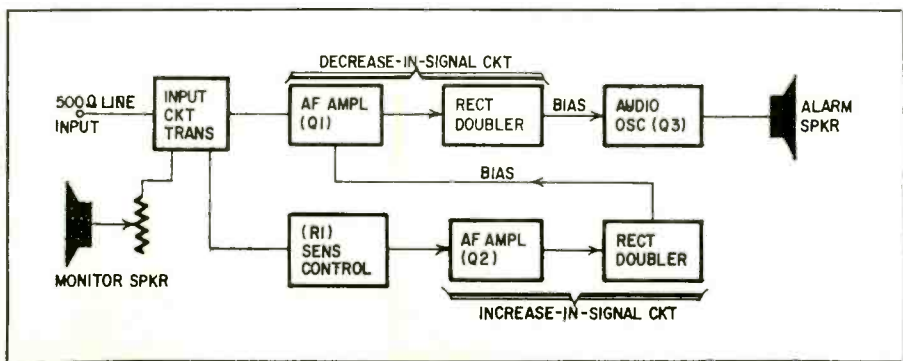 DECREASE-IN-SIGNAL CKT
500Ω LINE
INPUT
INPUT
CKT
TRANS
AF AMPL
(Q1)
RECT
DOUBLER
BIAS
AUDIO
OSC (Q3)
ALARM
SPKR
BIAS
MONITOR SPKR
(R1)
SENS
CONTROL
AF AMPL
(Q2)
RECT
DOUBLER
INCREASE-IN-SIGNAL CKT